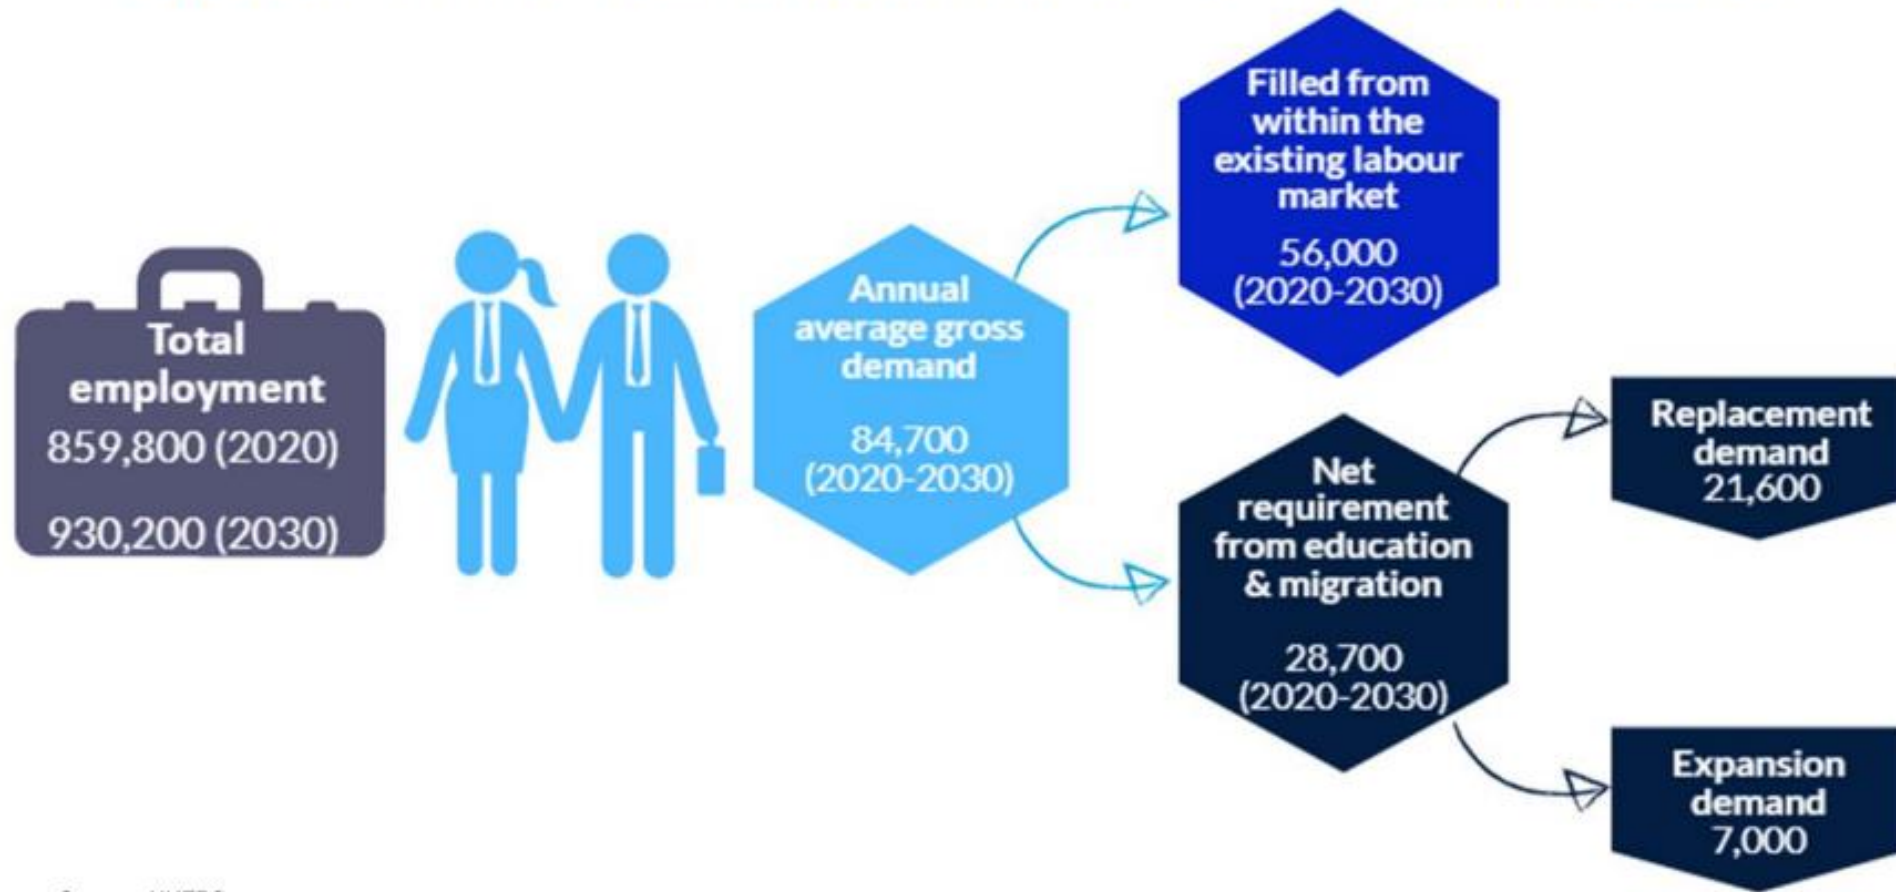 Total
employment
859,800 (2020)
930,200 (2030)
Annual
average gross
demand
84,700
(2020-2030)
Filled from
within the
existing labour
market
56,000
(2020-2030)
Net
requirement
from education
& migration
28,700
(2020-2030)
Replacement
demand
21,600
Expansion
demand
7,000